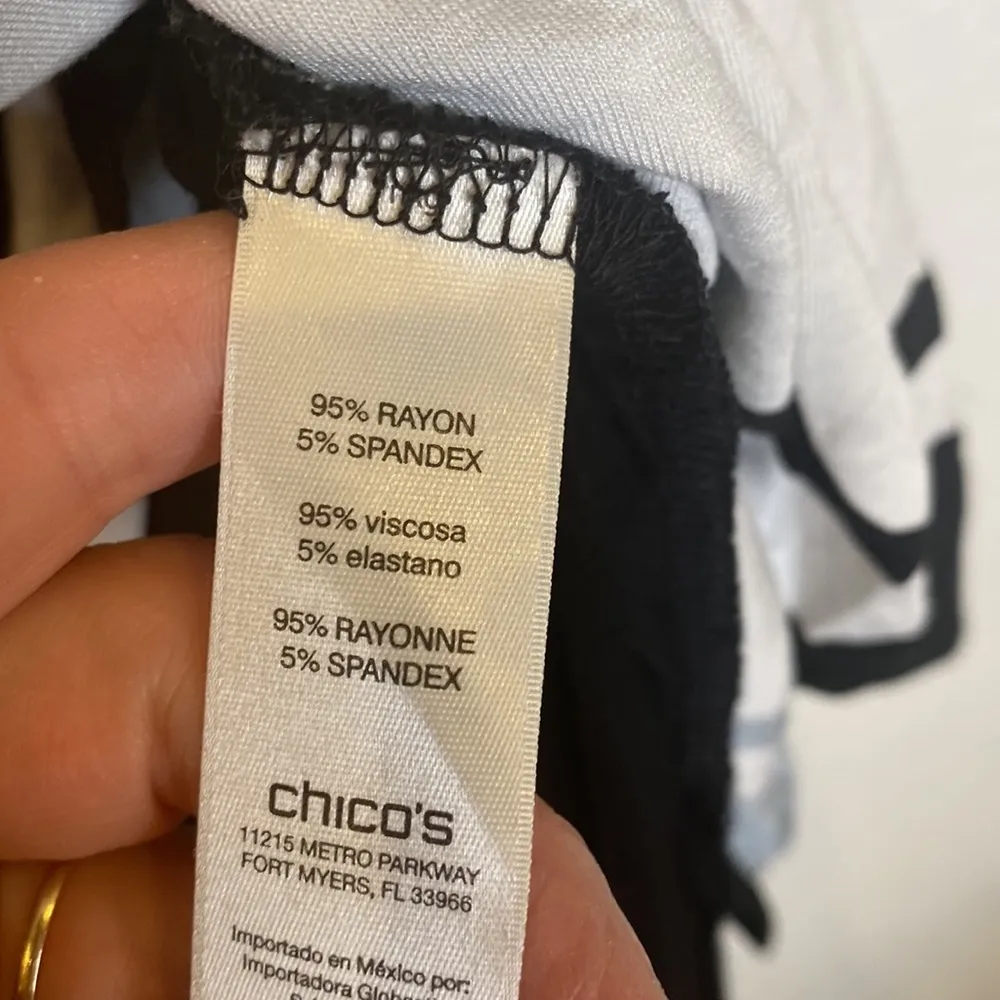 95% RAYON
5% SPANDEX
95% viscosa
5% elastano
95% RAYONNE
5% SPANDEX
chico's
11215 METRO PARKWAY
FORT MYERS, FL 33966
Importado en México por:
Importadora